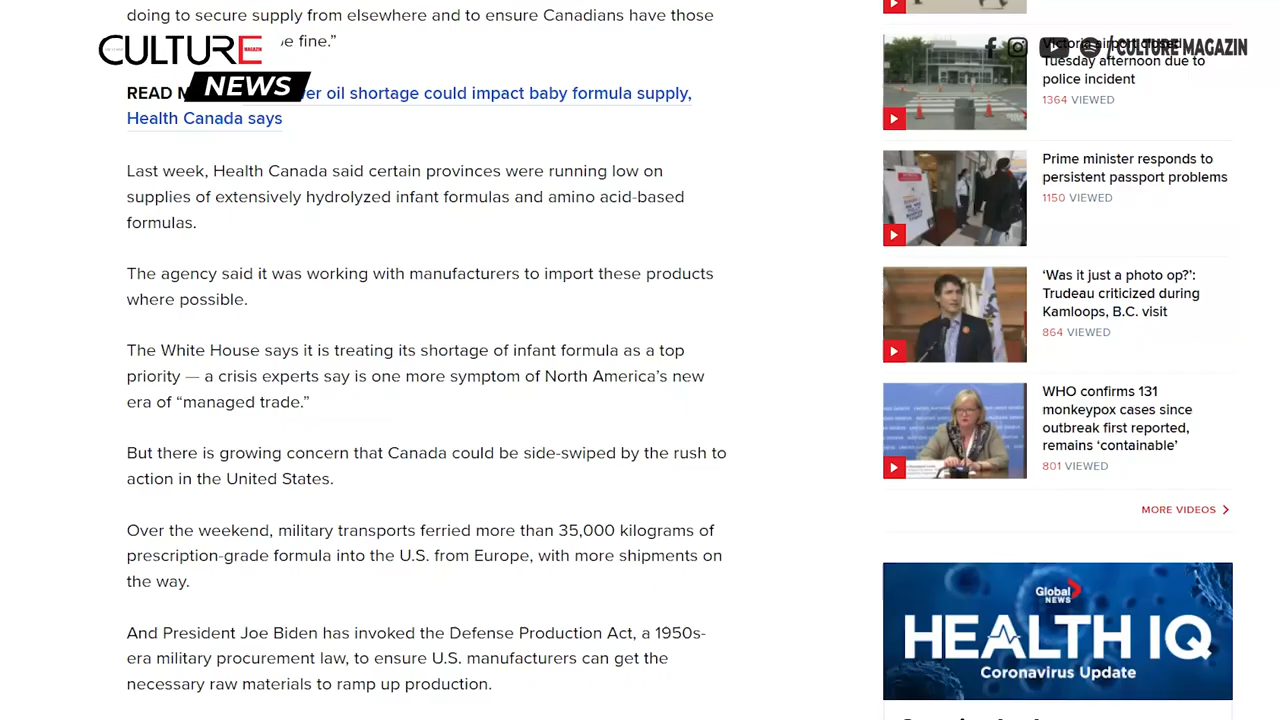 doing to secure supply from elsewhere and to ensure Canadians have those
e fine.”
CULTURE
MAGAZIN
NEWS
/CULTURE MAGAZIN
READ M
er oil shortage could impact baby formula supply,
Health Canada says
Last week, Health Canada said certain provinces were running low on
supplies of extensively hydrolyzed infant formulas and amino acid-based
formulas.
The agency said it was working with manufacturers to import these products
where possible.
The White House says it is treating its shortage of infant formula as a top
priority — a crisis experts say is one more symptom of North America’s new
era of “managed trade.”
But there is growing concern that Canada could be side-swiped by the rush to
action in the United States.
Over the weekend, military transports ferried more than 35,000 kilograms of
prescription-grade formula into the U.S. from Europe, with more shipments on
the way.
And President Joe Biden has invoked the Defense Production Act, a 1950s-
era military procurement law, to ensure U.S. manufacturers can get the
necessary raw materials to ramp up production.
Victoria airport closed
Tuesday afternoon due to
police incident
1364 VIEWED
Prime minister responds to
persistent passport problems
1150 VIEWED
‘Was it just a photo op?’:
Trudeau criticized during
Kamloops, B.C. visit
864 VIEWED
WHO confirms 131
monkeypox cases since
outbreak first reported,
remains ‘containable’
801 VIEWED
MORE VIDEOS
Global
NEWS
HEALTH IQ
Coronavirus Update